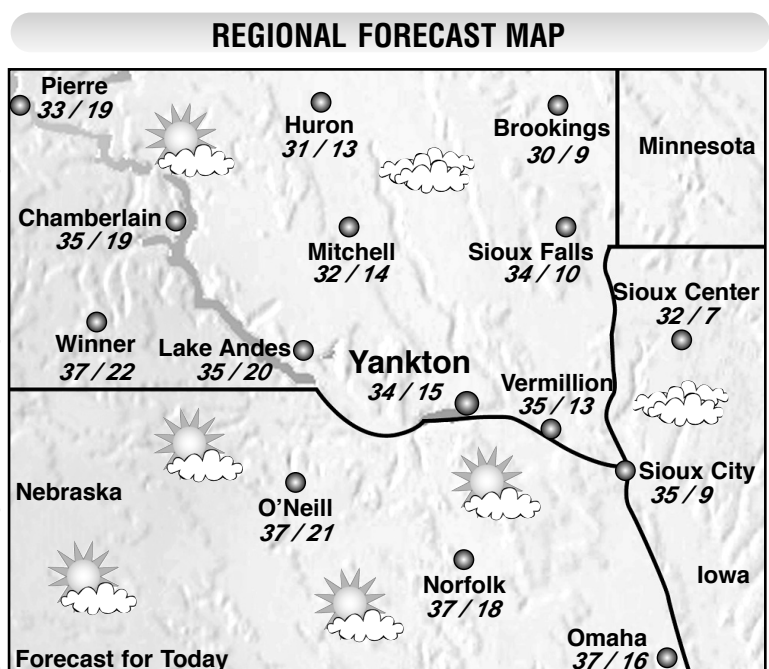 REGIONAL FORECAST MAP
Pierre
33 / 19
Huron
31 / 13
Brookings
30 / 9
Minnesota
Chamberlain
35 / 19
Mitchell
32 / 14
Sioux Falls
34 / 10
Sioux Center
32 / 7
Winner
37 / 22
Lake Andes
35 / 20
Yankton
34 / 15
Vermillion
35 / 13
Nebraska
O'Neill
37 / 21
Sioux City
35 / 9
Norfolk
37 / 18
Iowa
Omaha
37 / 16
Forecast for Today